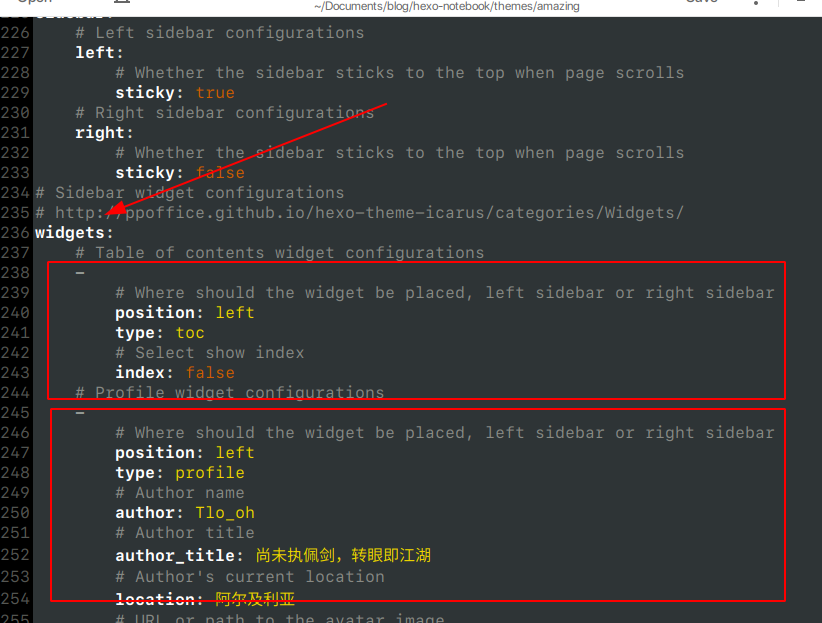 Open ~/Documents/blog/hexo-notebook/themes/amazing Save
225 sidebar:
226 # Left sidebar configurations
227 left:
228 # Whether the sidebar sticks to the top when page scrolls
229 sticky: true
230 # Right sidebar configurations
231 right:
232 # Whether the sidebar sticks to the top when page scrolls
233 sticky: false
234 # Sidebar widget configurations
235 # http://ppoffice.github.io/hexo-theme-icarus/categories/Widgets/
236 widgets:
237 # Table of contents widget configurations
238 -
239 # Where should the widget be placed, left sidebar or right sidebar
240 position: left
241 type: toc
242 # Select show index
243 index: false
244 # Profile widget configurations
245 -
246 # Where should the widget be placed, left sidebar or right sidebar
247 position: left
248 type: profile
249 # Author name
250 author: Tlo_oh
251 # Author title
252 author_title: 尚未执佩剑，转眼即江湖
253 # Author's current location
254 location: 阿尔及利亚
255 # URL or path to the avatar image